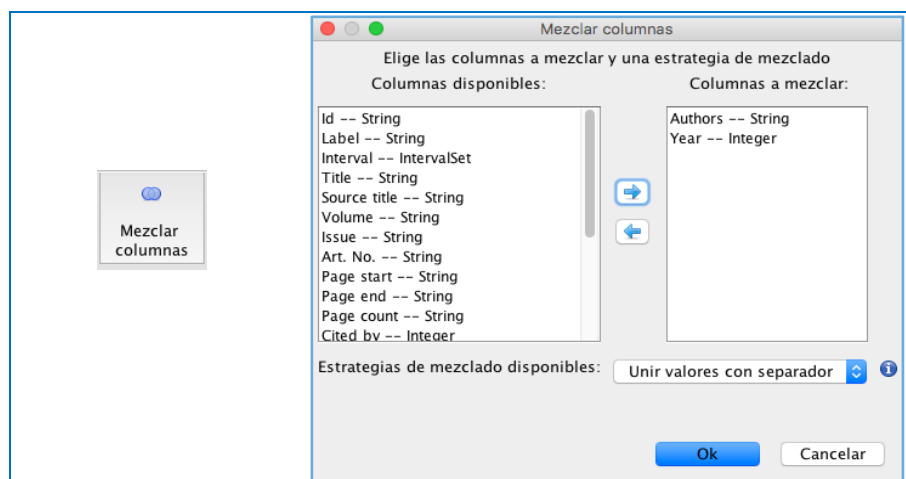 Mezclar
columnas
Mezclar columnas
Elige las columnas a mezclar y una estrategia de mezclado
Columnas disponibles:
Id -- String
Label -- String
Interval -- IntervalSet
Title -- String
Source title -- String
Volume -- String
Issue -- String
Art. No. -- String
Page start -- String
Page end -- String
Page count -- String
Cited by -- Integer
Columnas a mezclar:
Authors -- String
Year -- Integer
Estrategias de mezclado disponibles:
Unir valores con separador
Ok
Cancelar